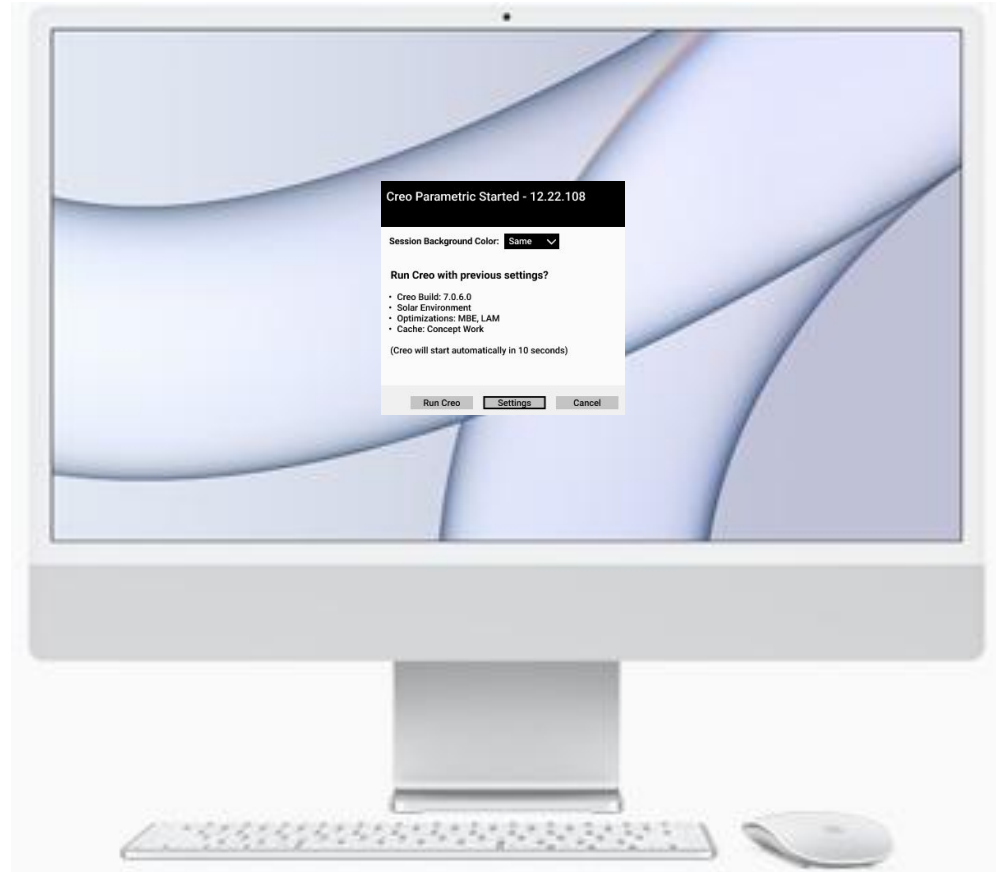 Creo Parametric Started - 12.22.108
Session Background Color: Same
Run Creo with previous settings?
• Creo Build: 7.0.6.0
• Solar Environment
• Optimizations: MBE, LAM
• Cache: Concept Work
(Creo will start automatically in 10 seconds)
Run Creo Settings Cancel